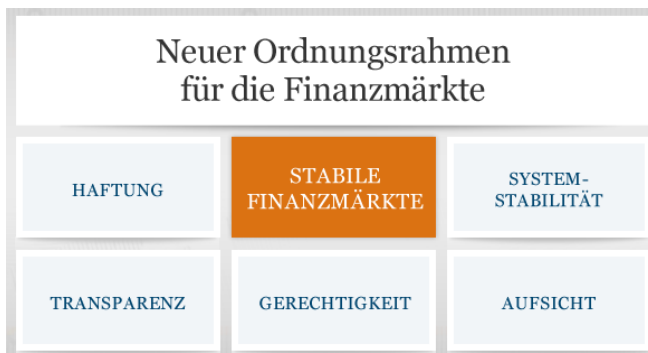 Neuer Ordnungsrahmen
für die Finanzmärkte
HAFTUNG
STABILE
FINANZMÄRKTE
SYSTEM-
STABILITÄT
TRANSPARENZ
GERECHTIGKEIT
AUFSICHT